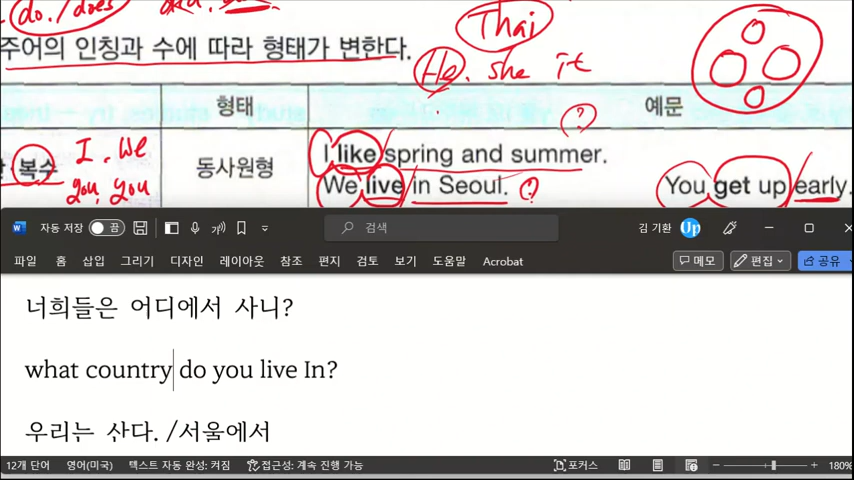 do./does
Thai
주어의 인칭과 수에 따라 형태가 변한다.
He. she it
형태 예문
복수 I. We 동사원형 I like spring and summer. (?)
you, you We live in Seoul. (?) You get up early.
자동 저장 끔 검색 김 기환 Up
파일 홈 삽입 그리기 디자인 레이아웃 참조 편지 검토 보기 도움말 Acrobat 메모 편집 공유
너희들은 어디에서 사니?
what country do you live In?
우리는 산다. /서울에서
12개 단어 영어(미국) 텍스트 자동 완성: 켜짐 접근성: 계속 진행 가능 포커스 180%